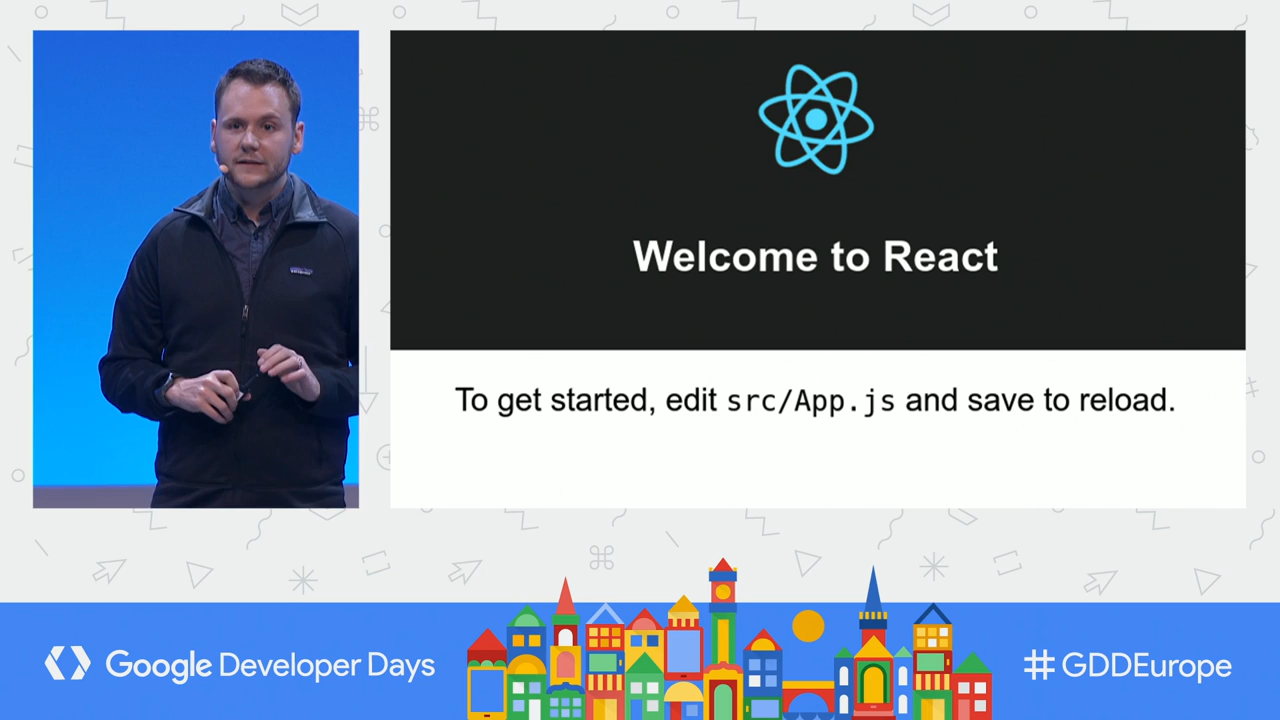 Welcome to React
To get started, edit src/App.js and save to reload.
Google Developer Days
#GDDEurope